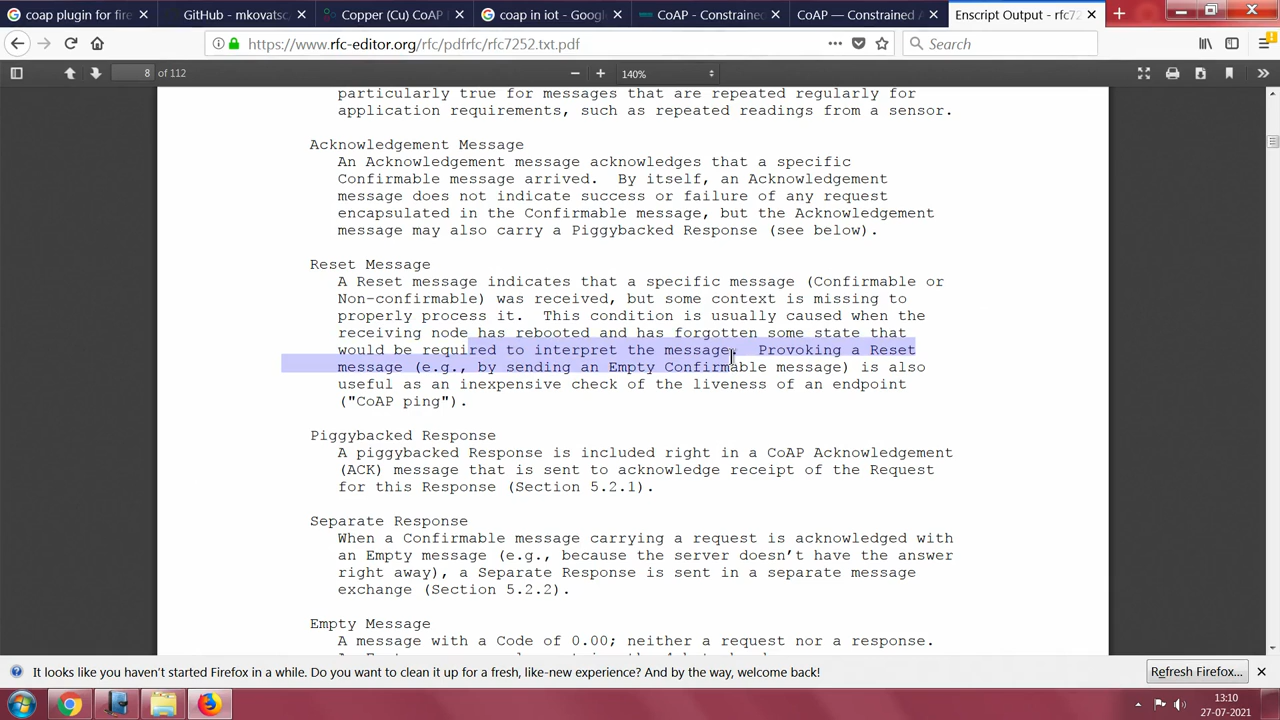 coap plugin for firef
GitHub - mkovatsc/
Copper (Cu) CoAP
coap in iot - Goog
CoAP - Constrained
CoAP — Constrained A
Enscript Output - rfc7
https://www.rfc-editor.org/rfc/pdfrfc/rfc7252.txt.pdf
Search
8 of 112
140%
particularly true for messages that are repeated regularly for
application requirements, such as repeated readings from a sensor.
Acknowledgement Message
An Acknowledgement message acknowledges that a specific
Confirmable message arrived. By itself, an Acknowledgement
message does not indicate success or failure of any request
encapsulated in the Confirmable message, but the Acknowledgement
message may also carry a Piggybacked Response (see below).
Reset Message
A Reset message indicates that a specific message (Confirmable or
Non-confirmable) was received, but some context is missing to
properly process it. This condition is usually caused when the
receiving node has rebooted and has forgotten some state that
would be required to interpret the message. Provoking a Reset
message (e.g., by sending an Empty Confirmable message) is also
useful as an inexpensive check of the liveness of an endpoint
("CoAP ping").
Piggybacked Response
A piggybacked Response is included right in a CoAP Acknowledgement
(ACK) message that is sent to acknowledge receipt of the Request
for this Response (Section 5.2.1).
Separate Response
When a Confirmable message carrying a request is acknowledged with
an Empty message (e.g., because the server doesn't have the answer
right away), a Separate Response is sent in a separate message
exchange (Section 5.2.2).
Empty Message
A message with a Code of 0.00; neither a request nor a response.
It looks like you haven't started Firefox in a while. Do you want to clean it up for a fresh, like-new experience? And by the way, welcome back!
Refresh Firefox...
13:10
27-07-2021